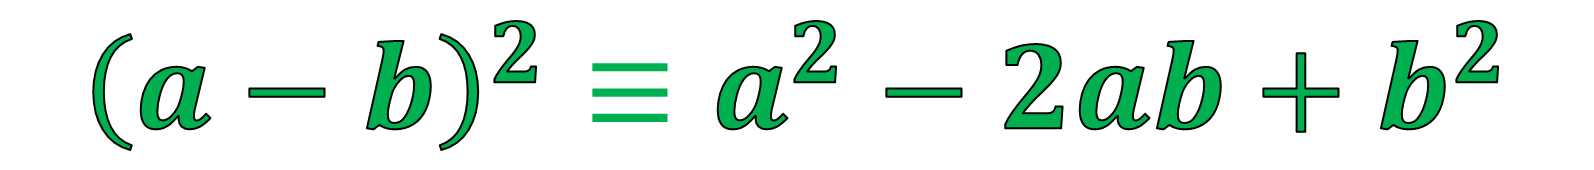 (a − b)² ≡ a² − 2ab + b²